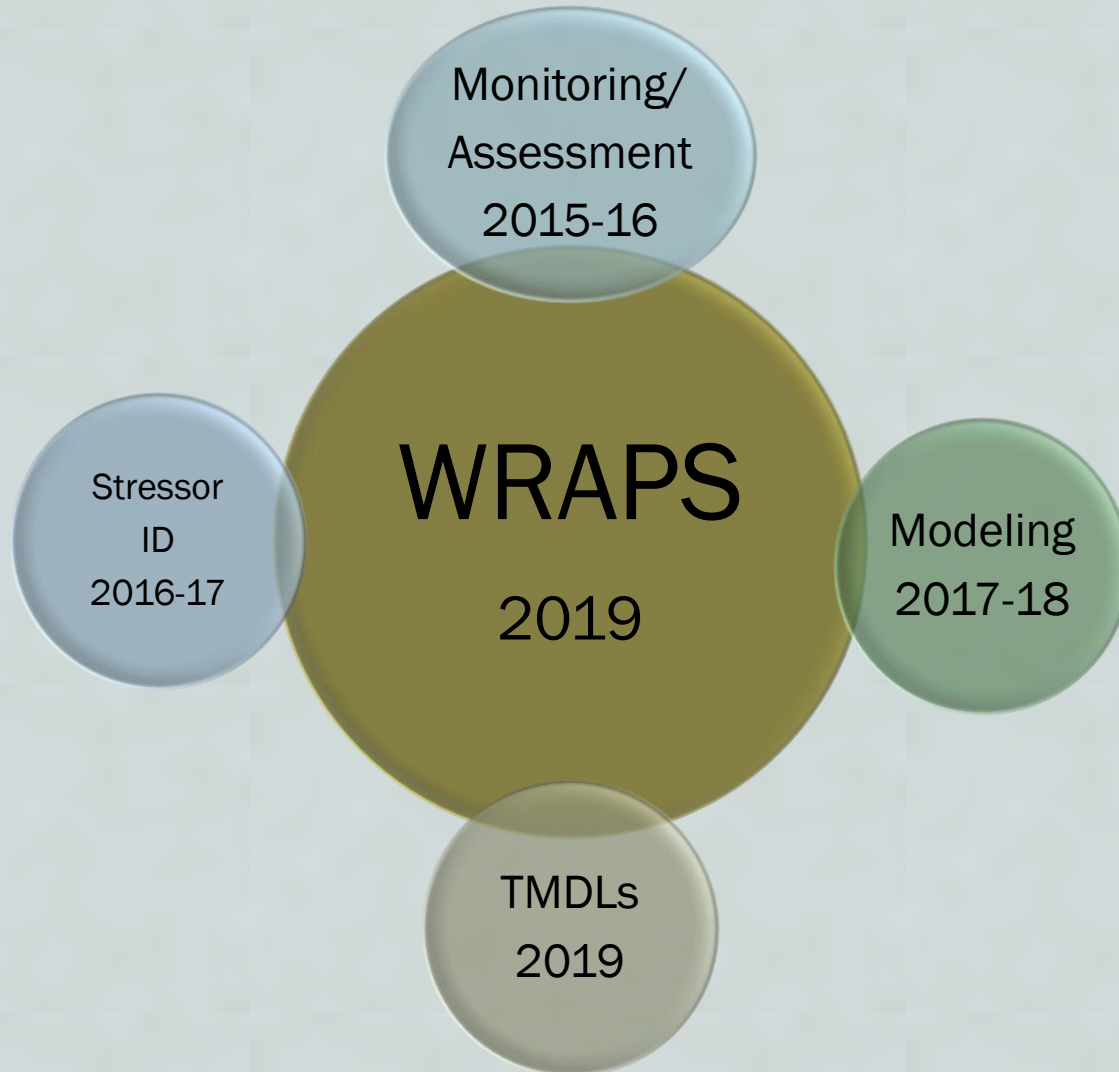 Monitoring/
Assessment
2015-16
Stressor
ID
2016-17
WRAPS
2019
Modeling
2017-18
TMDLs
2019